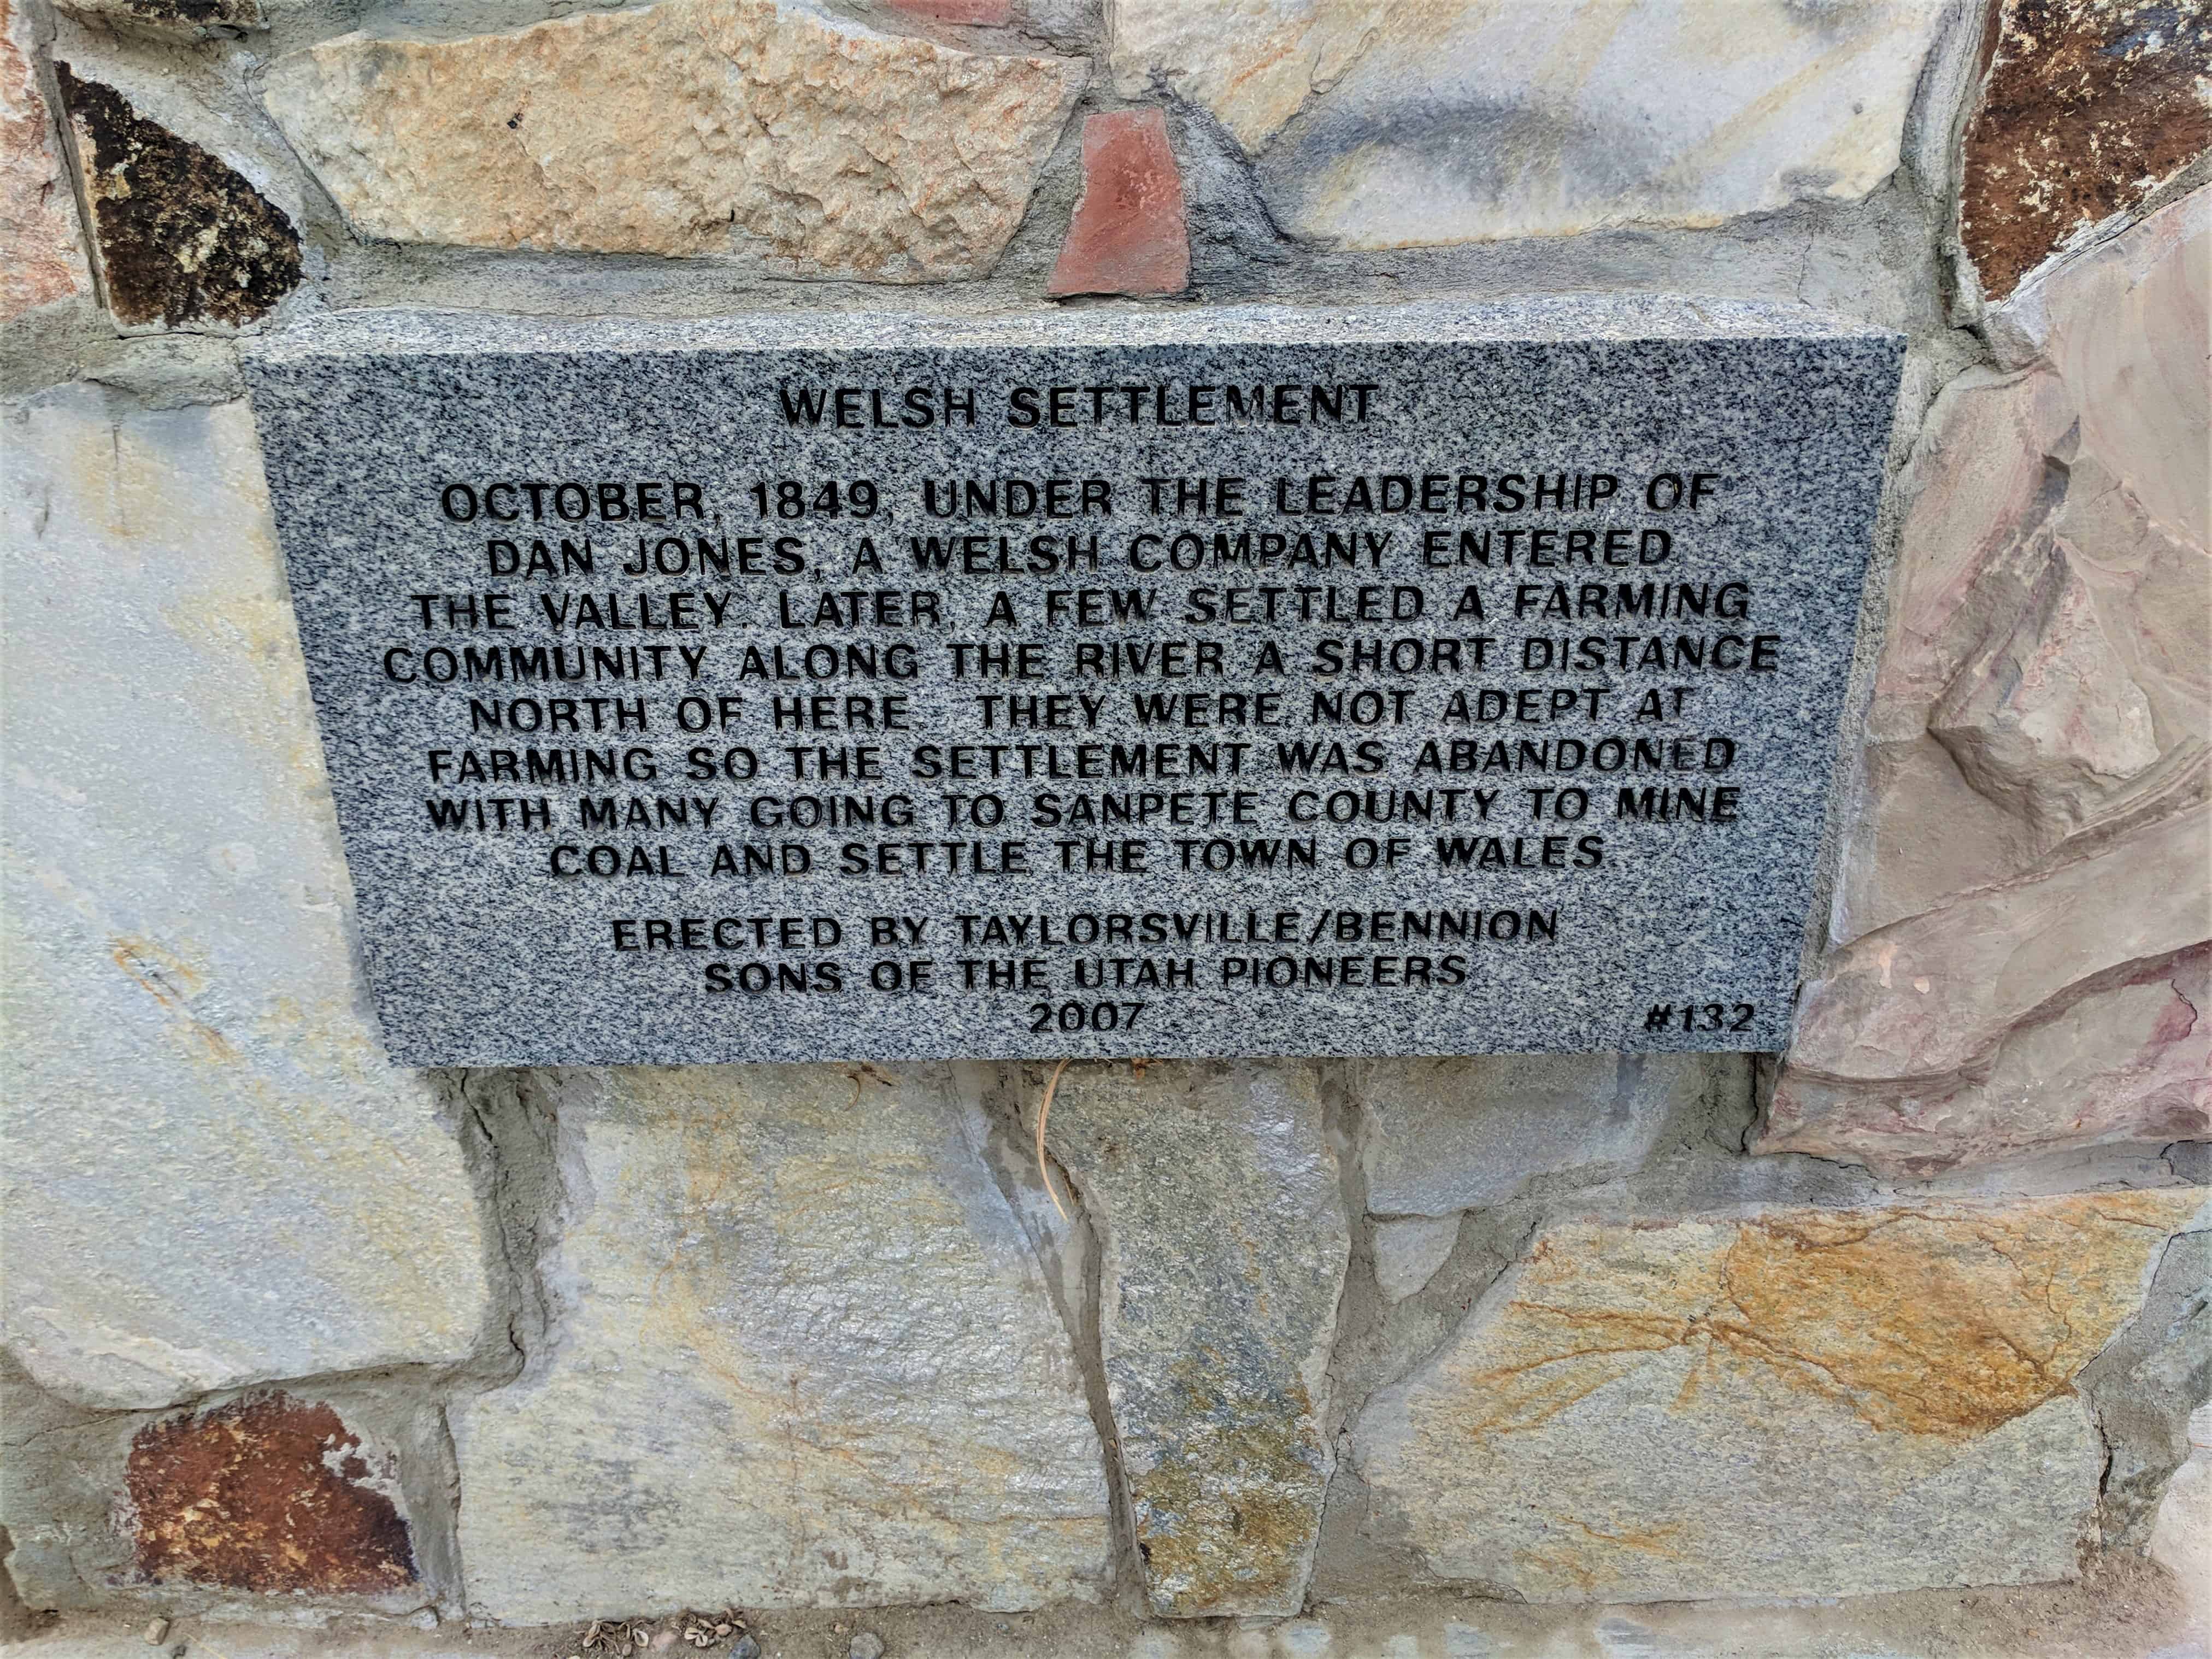 WELSH SETTLEMENT
OCTOBER, 1849, UNDER THE LEADERSHIP OF
DAN JONES, A WELSH COMPANY ENTERED
THE VALLEY. LATER, A FEW SETTLED A FARMING
COMMUNITY ALONG THE RIVER A SHORT DISTANCE
NORTH OF HERE. THEY WERE NOT ADEPT AT
FARMING SO THE SETTLEMENT WAS ABANDONED
WITH MANY GOING TO SANPETE COUNTY TO MINE
COAL AND SETTLE THE TOWN OF WALES.
ERECTED BY TAYLORSVILLE/BENNION
SONS OF THE UTAH PIONEERS
2007 #132